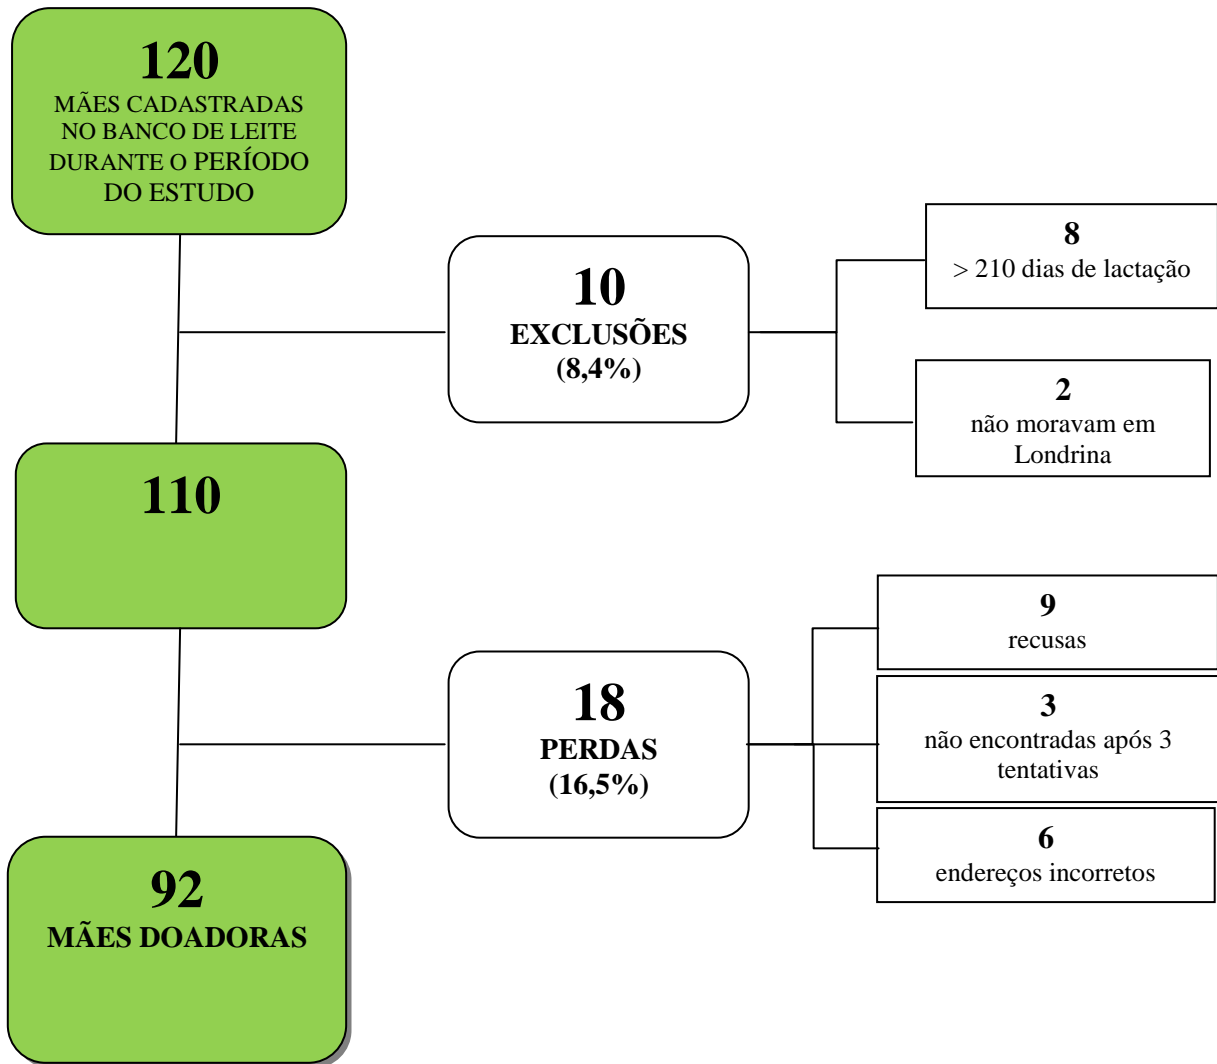 120
MÃES CADASTRADAS
NO BANCO DE LEITE
DURANTE O PERÍODO
DO ESTUDO
8
> 210 dias de lactação
10
EXCLUSÕES
(8,4%)
2
não moravam em
Londrina
110
9
recusas
18
PERDAS
(16,5%)
3
não encontradas após 3
tentativas
6
endereços incorretos
92
MÃES DOADORAS